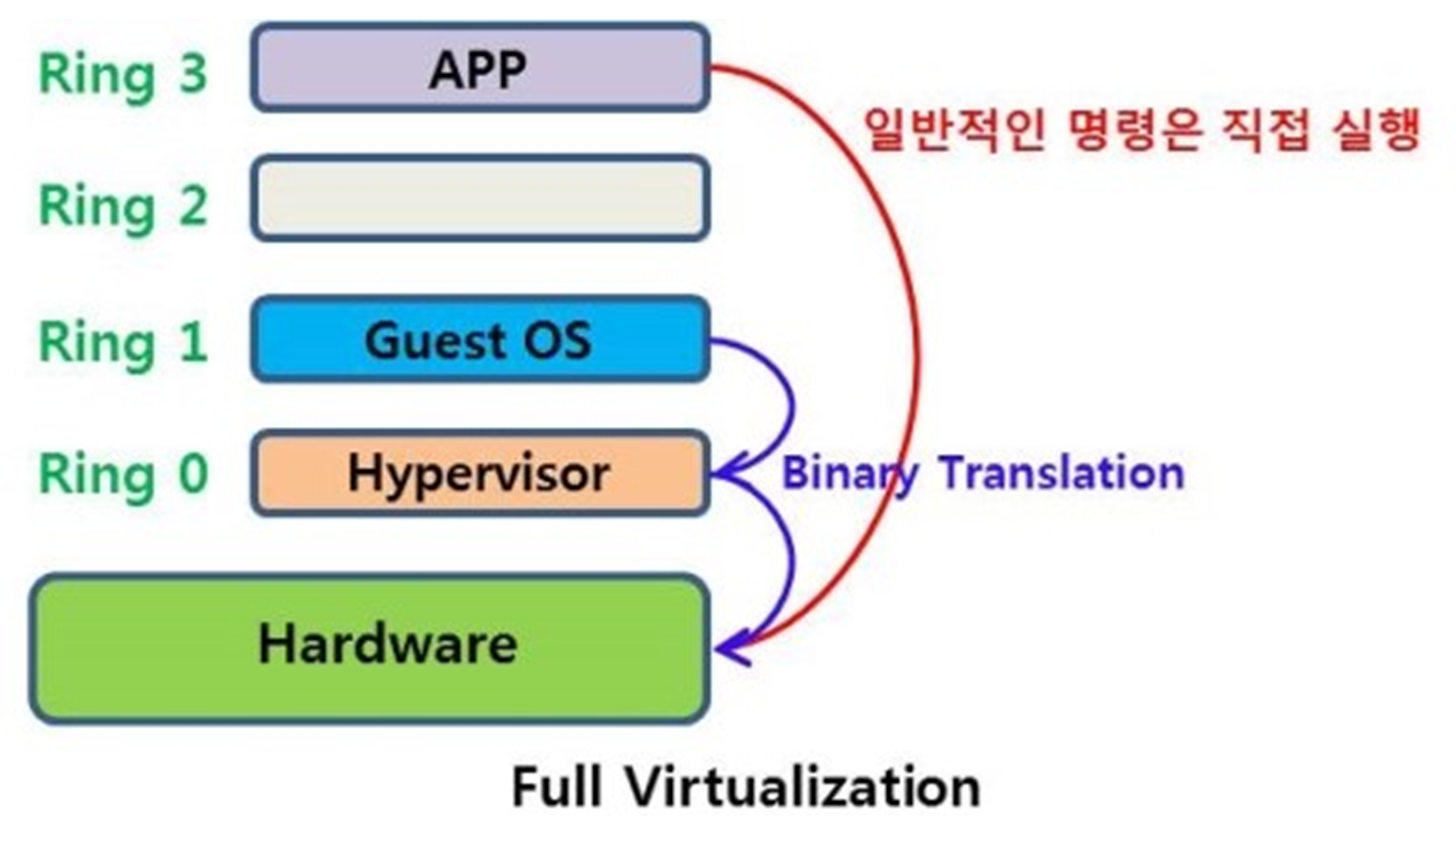 Ring 3
APP
일반적인 명령은 직접 실행
Ring 2
Ring 1
Guest OS
Ring 0
Hypervisor
Binary Translation
Hardware
Full Virtualization